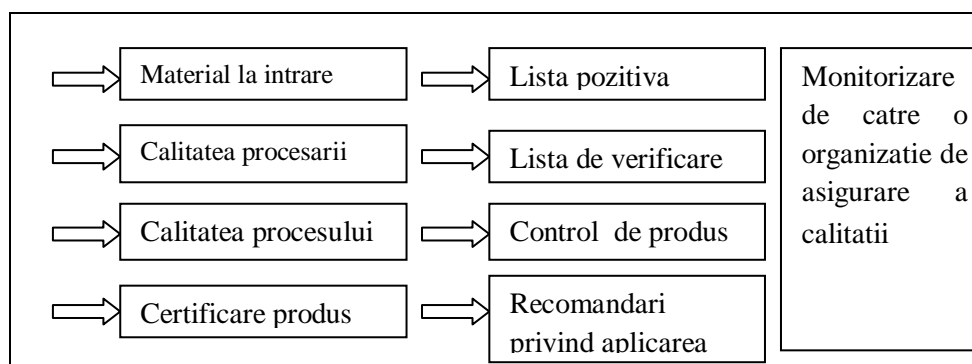 Material la intrare
Lista pozitiva
Calitatea procesarii
Lista de verificare
Calitatea procesului
Control de produs
Certificare produs
Recomandari
privind aplicarea
Monitorizare
de catre o
organizatie de
asigurare a
calitatii